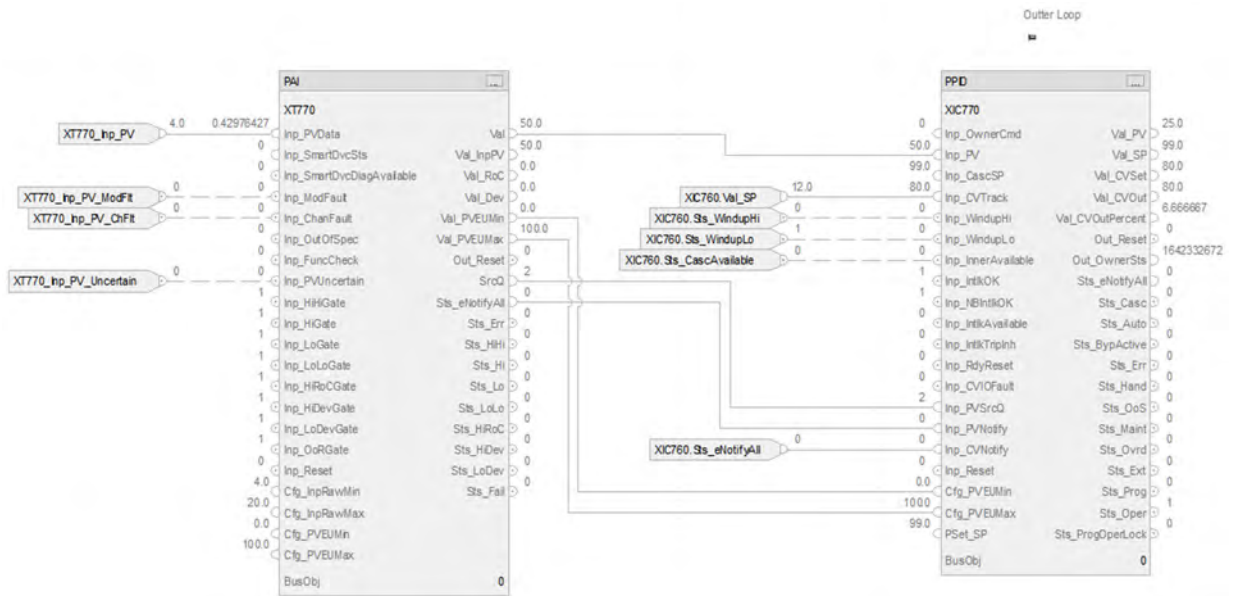 Outter Loop
PAI ...
XT770
XT770_Inp_PV 4.0 0.42976427 Inp_PVData Val 50.0
0 Inp_SmartDvcSts Val_InpPV 50.0
0 Inp_SmartDvcDiagAvailable Val_RoC 0.0
XT770_Inp_PV_ModFlt 0 0 Inp_ModFault Val_Dev 0.0
XT770_Inp_PV_ChFlt 0 0 Inp_ChanFault Val_PVEUMin 0.0
0 Inp_OutOfSpec Val_PVEUMax 100.0
0 Inp_FuncCheck Out_Reset 0
XT770_Inp_PV_Uncertain 0 0 Inp_PVUncertain SrcQ 2
1 Inp_HiHiGate Sts_eNotifyAll 0
1 Inp_HiGate Sts_Err 0
1 Inp_LoGate Sts_HiHi 0
1 Inp_LoLoGate Sts_Hi 0
1 Inp_HiRoCGate Sts_Lo 0
1 Inp_HiDevGate Sts_LoLo 0
1 Inp_LoDevGate Sts_HiRoC 0
1 Inp_OoRGate Sts_HiDev 0
0 Inp_Reset Sts_LoDev 0
4.0 Cfg_InpRawMin Sts_Fail 0
20.0 Cfg_InpRawMax
0.0 Cfg_PVEUMin
100.0 Cfg_PVEUMax
BusObj 0
PPID ...
XIC770
0 Inp_OwnerCmd Val_PV 25.0
50.0 Inp_PV Val_SP 99.0
99.0 Inp_CascSP Val_CVSet 80.0
XIC760.Val_SP 12.0 80.0 Inp_CVTrack Val_CVOut 80.0
XIC760.Sts_WindupHi 0 0 Inp_WindupHi Val_CVOutPercent 6.666667
XIC760.Sts_WindupLo 1 0 Inp_WindupLo Out_Reset 0
XIC760.Sts_CascAvailable 0 0 Inp_InnerAvailable Out_OwnerSts 1642332672
1 Inp_IntlkOK Sts_eNotifyAll 0
1 Inp_NBIntlkOK Sts_Casc 0
0 Inp_IntlkAvailable Sts_Auto 0
0 Inp_IntlkTripInh Sts_BypActive 0
0 Inp_RdyReset Sts_Err 0
0 Inp_CVIOFault Sts_Hand 0
2 Inp_PVSrcQ Sts_OoS 0
0 Inp_PVNotify Sts_Maint 0
XIC760.Sts_eNotifyAll 0 0 Inp_CVNotify Sts_Ovrd 0
0 Inp_Reset Sts_Ext 0
0.0 Cfg_PVEUMin Sts_Prog 0
100.0 Cfg_PVEUMax Sts_Oper 1
99.0 PSet_SP Sts_ProgOperLock 0
BusObj 0